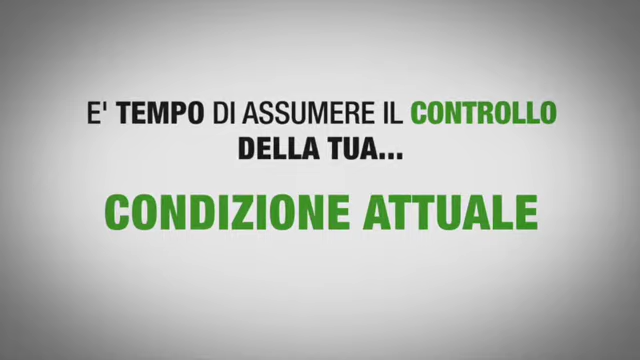 E' TEMPO DI ASSUMERE IL CONTROLLO
DELLA TUA...
CONDIZIONE ATTUALE